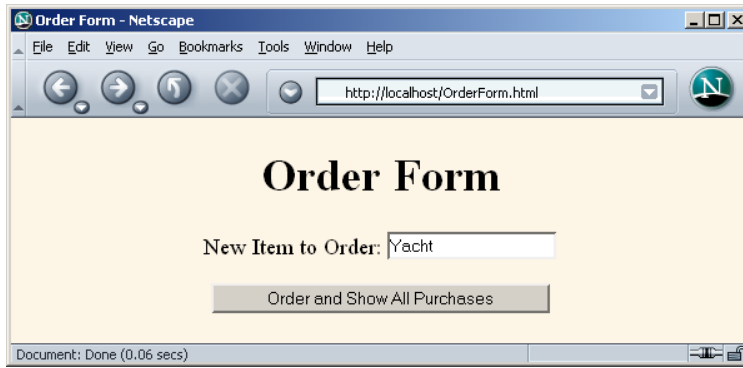 Order Form - Netscape
File Edit View Go Bookmarks Tools Window Help
http://localhost/OrderForm.html
N
Order Form
New Item to Order: Yacht
Order and Show All Purchases
Document: Done (0.06 secs)